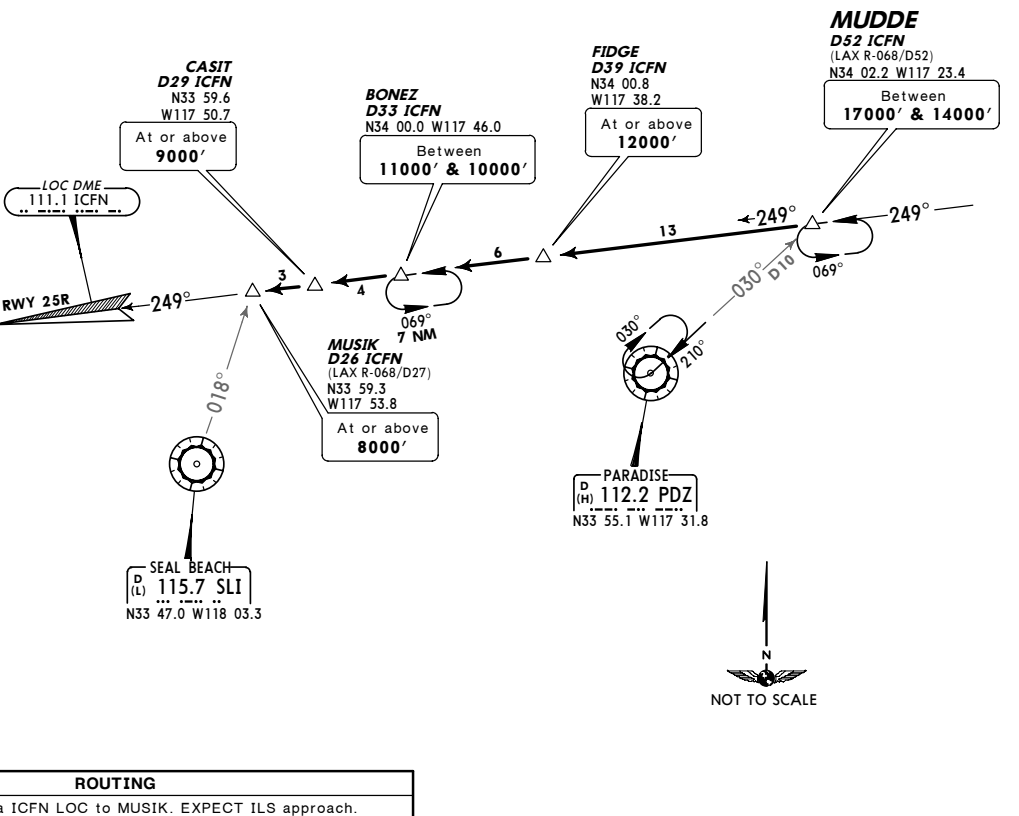 MUDDE
D52 ICFN
(LAX R-068/D52)
N34 02.2 W117 23.4
Between
17000' & 14000'
FIDGE
D39 ICFN
N34 00.8
W117 38.2
At or above
12000'
CASIT
D29 ICFN
N33 59.6
W117 50.7
At or above
9000'
BONEZ
D33 ICFN
N34 00.0 W117 46.0
Between
11000' & 10000'
LOC DME
111.1 ICFN
249°
249°
13
6
4
3
069°
030°
D10
RWY 25R
249°
069°
7 NM
030°
210°
MUSIK
D26 ICFN
(LAX R-068/D27)
N33 59.3
W117 53.8
At or above
8000'
018°
PARADISE
D
(H) 112.2 PDZ
N33 55.1 W117 31.8
SEAL BEACH
D
(L) 115.7 SLI
N33 47.0 W118 03.3
N
NOT TO SCALE
ROUTING
a ICFN LOC to MUSIK. EXPECT ILS approach.